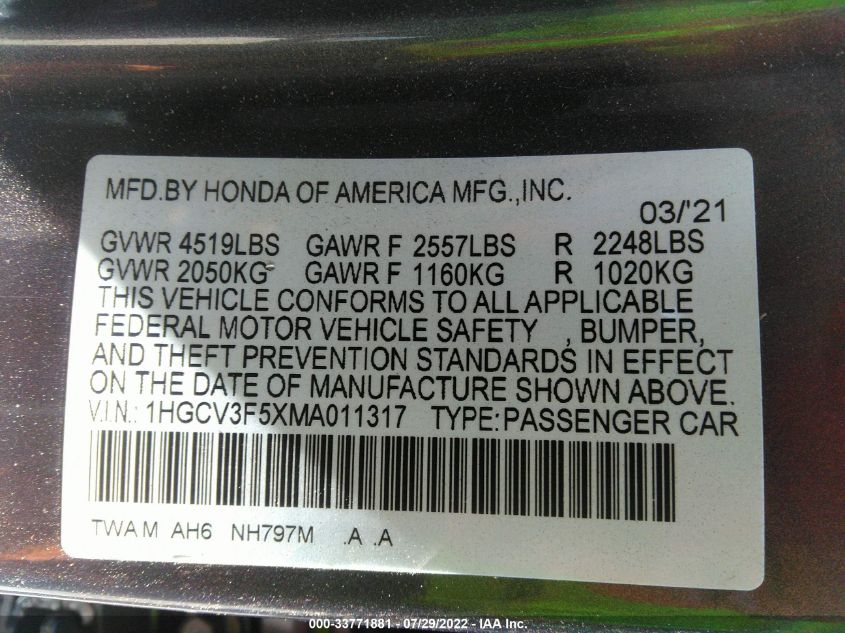 MFD.BY HONDA OF AMERICA MFG.,INC.
03/'21
GVWR 4519LBS GAWR F 2557LBS R 2248LBS
GVWR 2050KG GAWR F 1160KG R 1020KG
THIS VEHICLE CONFORMS TO ALL APPLICABLE
FEDERAL MOTOR VEHICLE SAFETY , BUMPER,
AND THEFT PREVENTION STANDARDS IN EFFECT
ON THE DATE OF MANUFACTURE SHOWN ABOVE.
V.I.N.: 1HGCV3F5XMA011317 TYPE:PASSENGER CAR
TWA M AH6 NH797M .A .A
000-33771881 - 07/29/2022 - IAA Inc.